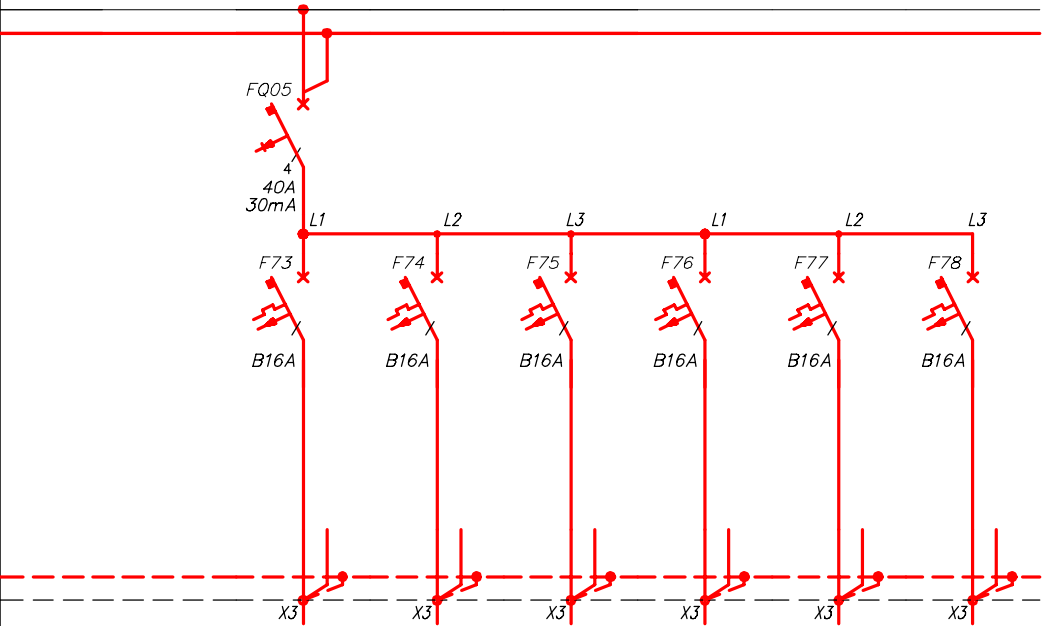 FQ05
4
40A
30mA
L1 L2 L3 L1 L2 L3
F73 F74 F75 F76 F77 F78
B16A B16A B16A B16A B16A B16A
X3 X3 X3 X3 X3 X3